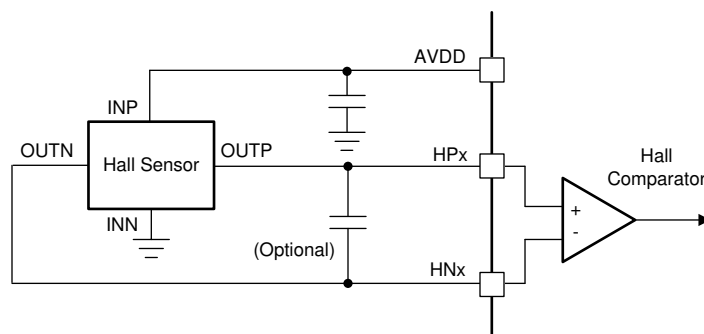 AVDD
INP
OUTN
Hall Sensor
OUTP
HPx
Hall
Comparator
+
-
INN
(Optional)
HNx